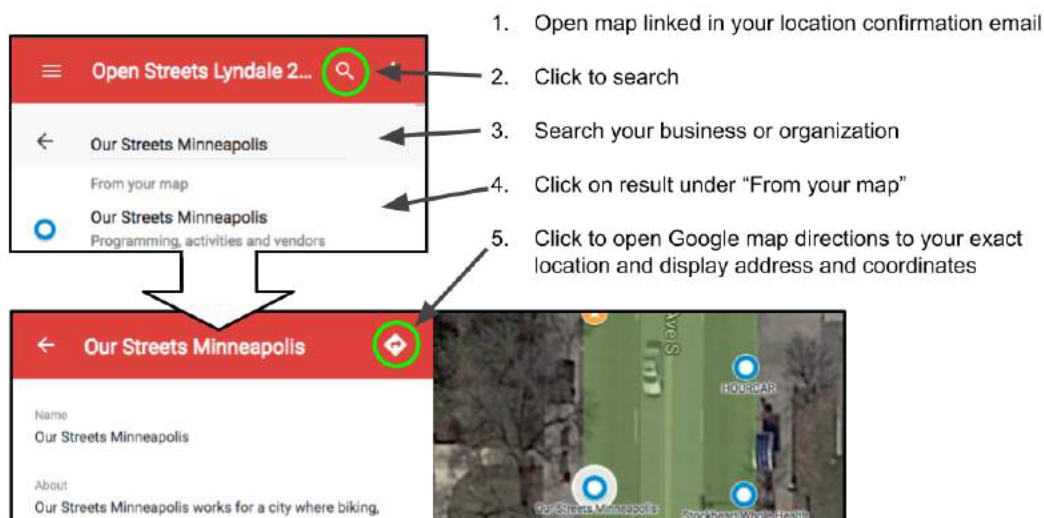 1. Open map linked in your location confirmation email
Open Streets Lyndale 2...
2. Click to search
Our Streets Minneapolis
3. Search your business or organization
From your map
4. Click on result under “From your map”
Our Streets Minneapolis
Programming, activities and vendors
5. Click to open Google map directions to your exact
location and display address and coordinates
Our Streets Minneapolis
Ave S
HOURCAR
Name
Our Streets Minneapolis
About
Our Streets Minneapolis works for a city where biking,
Our Streets Minneapolis
Stockheart Whole Health